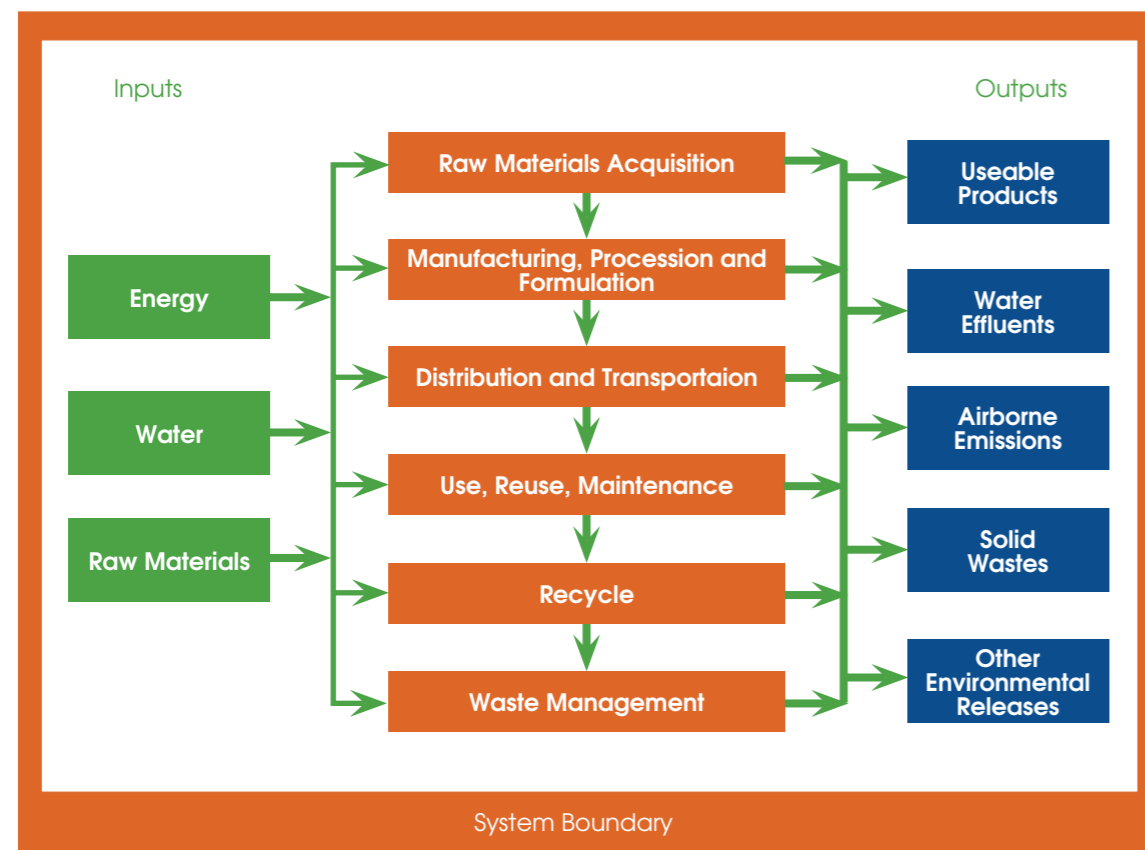 Inputs
Outputs
Energy
Water
Raw Materials
Raw Materials Acquisition
Manufacturing, Procession and
Formulation
Distribution and Transportaion
Use, Reuse, Maintenance
Recycle
Waste Management
Useable
Products
Water
Effluents
Airborne
Emissions
Solid
Wastes
Other
Environmental
Releases
System Boundary